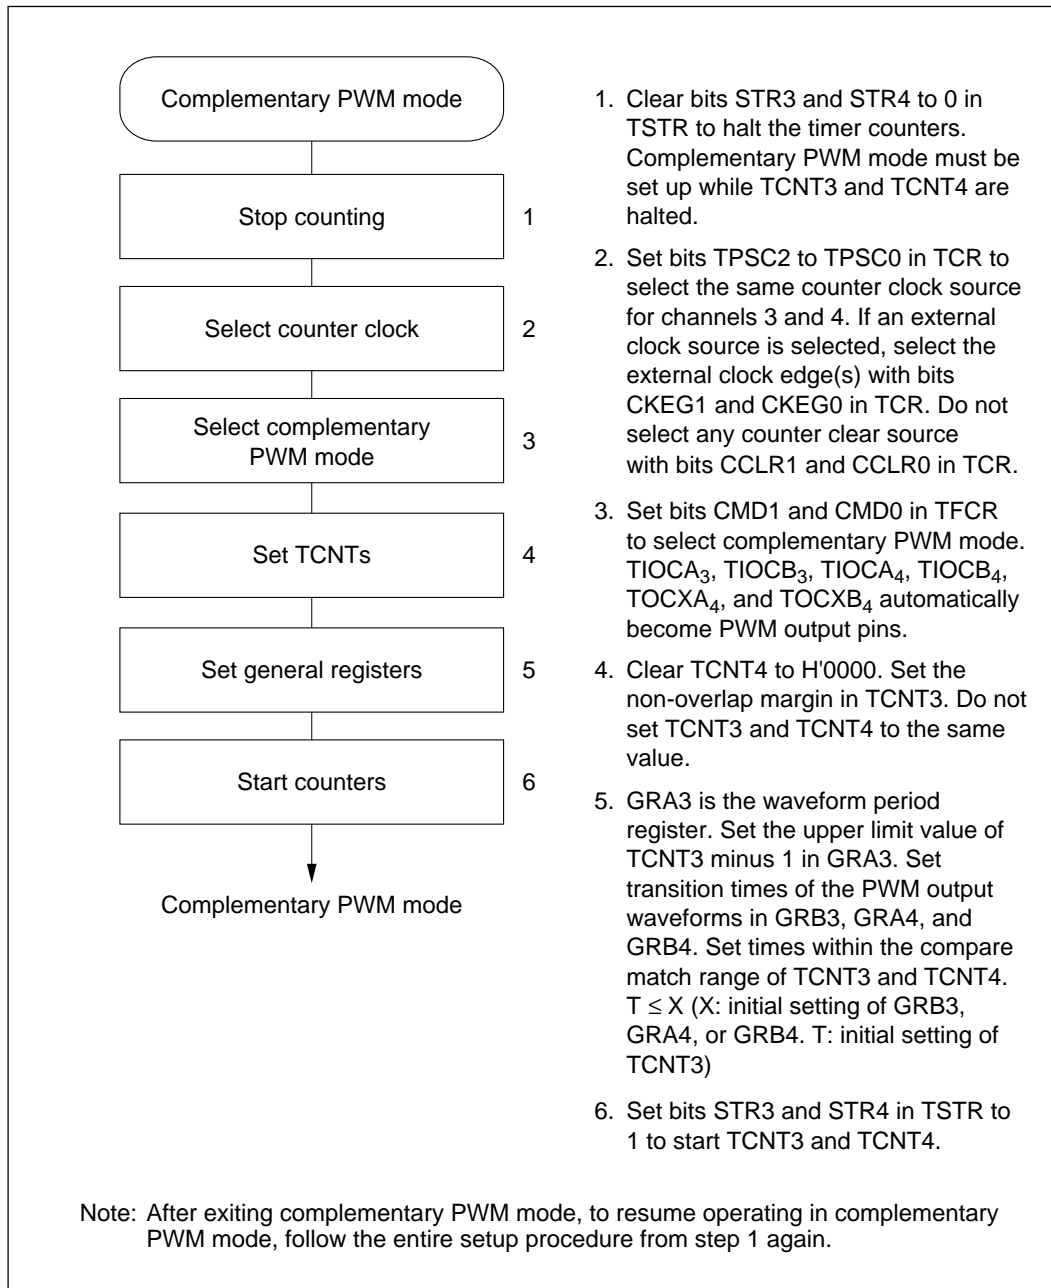 Complementary PWM mode
Stop counting
1
Select counter clock
2
Select complementary
PWM mode
3
Set TCNTs
4
Set general registers
5
Start counters
6
Complementary PWM mode
1. Clear bits STR3 and STR4 to 0 in
TSTR to halt the timer counters.
Complementary PWM mode must be
set up while TCNT3 and TCNT4 are
halted.
2. Set bits TPSC2 to TPSC0 in TCR to
select the same counter clock source
for channels 3 and 4. If an external
clock source is selected, select the
external clock edge(s) with bits
CKEG1 and CKEG0 in TCR. Do not
select any counter clear source
with bits CCLR1 and CCLR0 in TCR.
3. Set bits CMD1 and CMD0 in TFCR
to select complementary PWM mode.
TIOCA₃, TIOCB₃, TIOCA₄, TIOCB₄,
TOCXA₄, and TOCXB₄ automatically
become PWM output pins.
4. Clear TCNT4 to H'0000. Set the
non-overlap margin in TCNT3. Do not
set TCNT3 and TCNT4 to the same
value.
5. GRA3 is the waveform period
register. Set the upper limit value of
TCNT3 minus 1 in GRA3. Set
transition times of the PWM output
waveforms in GRB3, GRA4, and
GRB4. Set times within the compare
match range of TCNT3 and TCNT4.
T ≤ X (X: initial setting of GRB3,
GRA4, or GRB4. T: initial setting of
TCNT3)
6. Set bits STR3 and STR4 in TSTR to
1 to start TCNT3 and TCNT4.
Note: After exiting complementary PWM mode, to resume operating in complementary
PWM mode, follow the entire setup procedure from step 1 again.